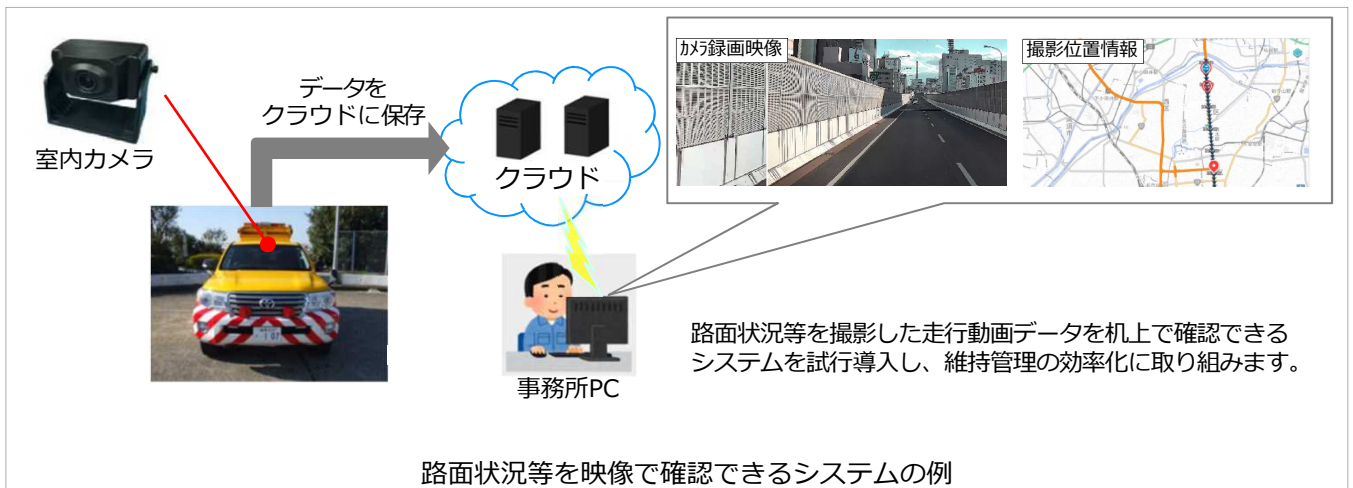 室内カメラ
データを
クラウドに保存
クラウド
事務所PC
ｶﾒﾗ録画映像
撮影位置情報
路面状況等を撮影した走行動画データを机上で確認できる
システムを試行導入し、維持管理の効率化に取り組みます。
路面状況等を映像で確認できるシステムの例